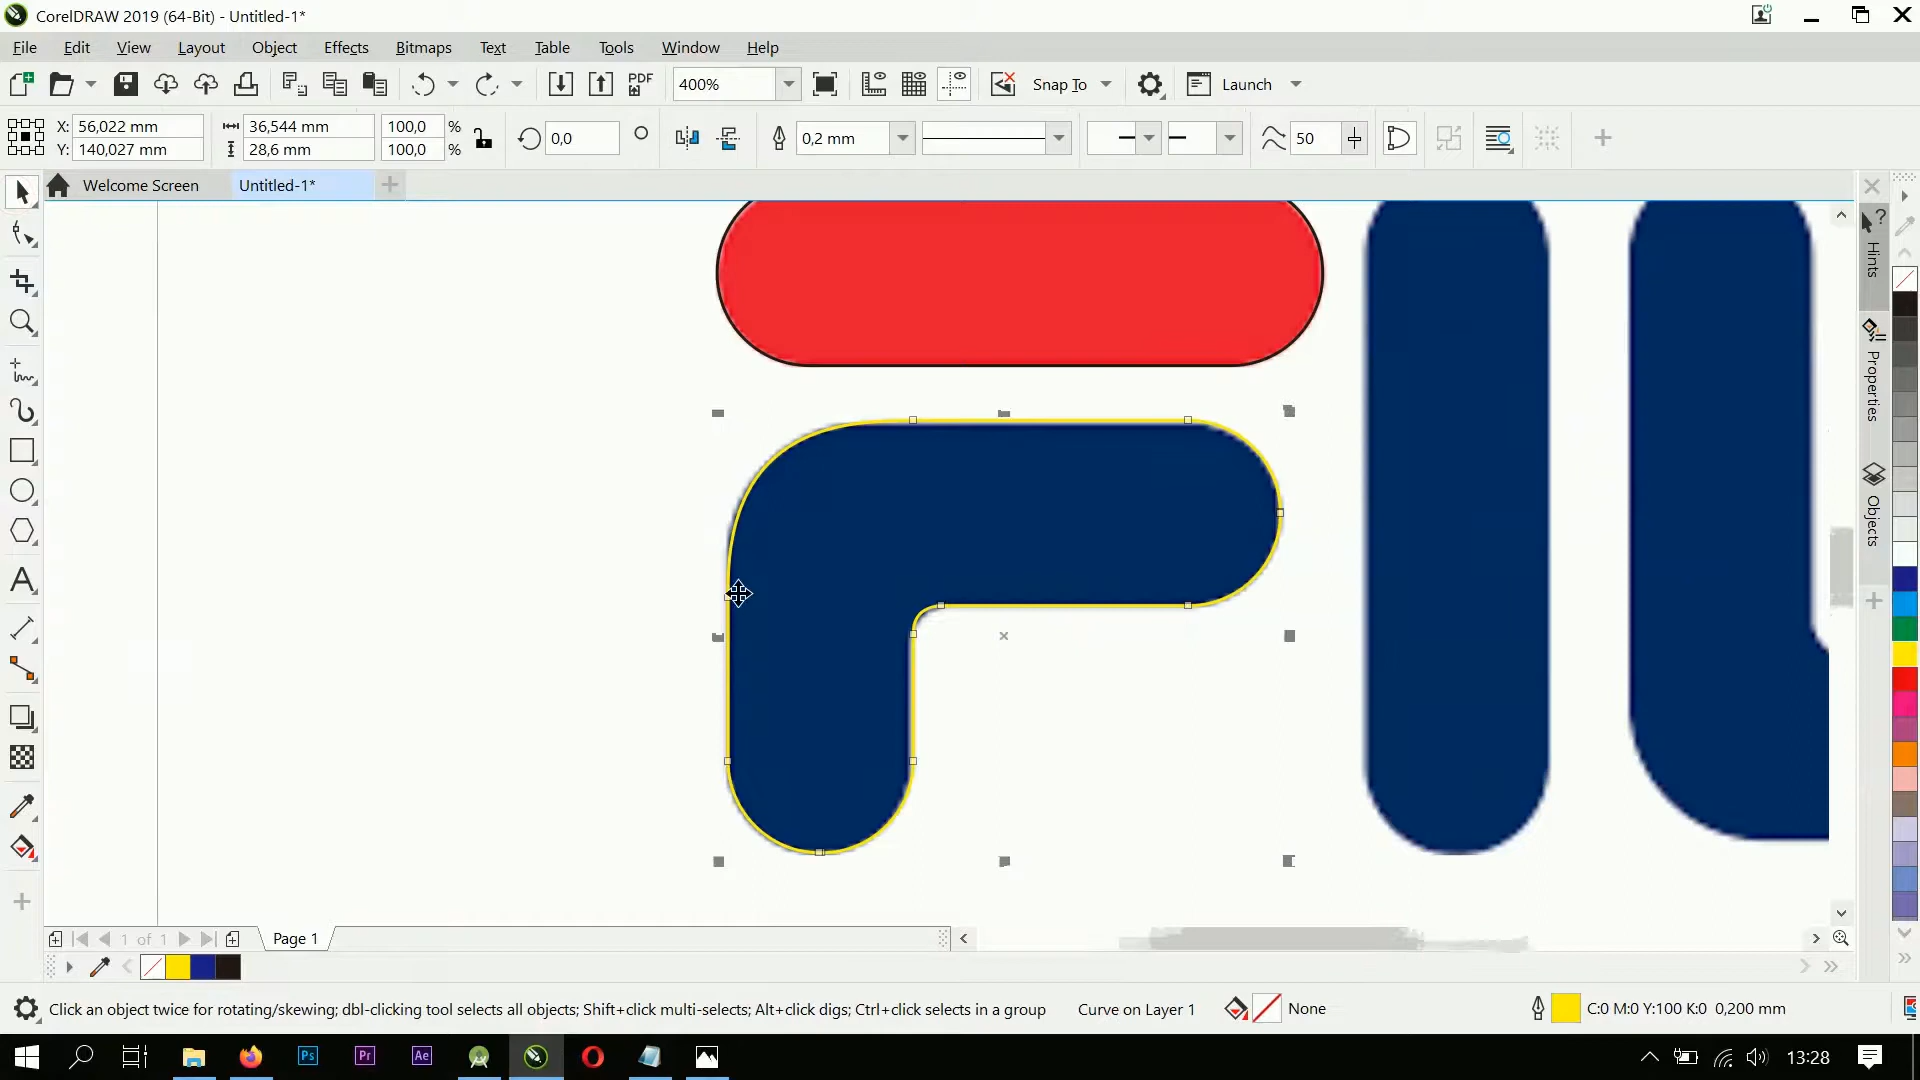 CorelDRAW 2019 (64-Bit) - Untitled-1*
File Edit View Layout Object Effects Bitmaps Text Table Tools Window Help
PDF 400% Snap To Launch
X: 56,022 mm 36,544 mm 100,0 % 0,0 0,2 mm 50
Y: 140,027 mm 28,6 mm 100,0 %
Welcome Screen Untitled-1*
Hints
Properties
Objects
1 of 1 Page 1
Click an object twice for rotating/skewing; dbl-clicking tool selects all objects; Shift+click multi-selects; Alt+click digs; Ctrl+click selects in a group Curve on Layer 1 None C:0 M:0 Y:100 K:0 0,200 mm
Ps Pr Ae 13:28